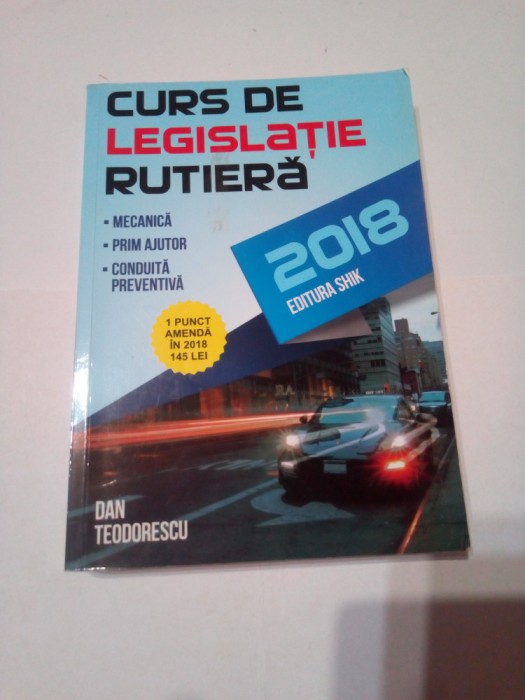 CURS DE
LEGISLAȚIE
RUTIERĂ
▪ MECANICĂ
▪ PRIM AJUTOR
▪ CONDUITĂ
PREVENTIVĂ
2018
EDITURA SHIK
1 PUNCT
AMENDĂ
ÎN 2018
145 LEI
DAN
TEODORESCU